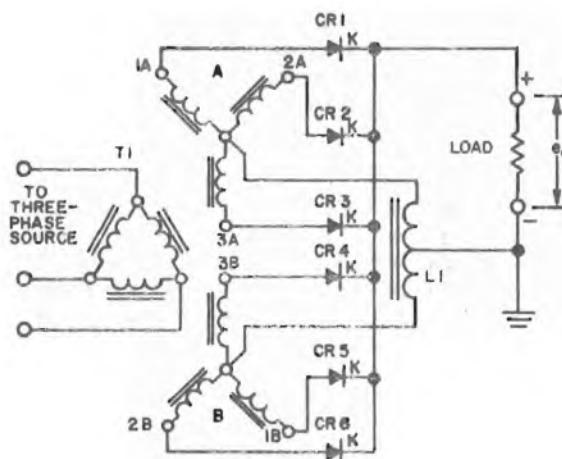 CR1
K
1A
A
2A
CR2
K
+
T1
LOAD
TO
THREE-
PHASE
SOURCE
CR3
K
3A
-
3B
CR4
K
L1
CR5
K
2B
B
1B
CR6
K